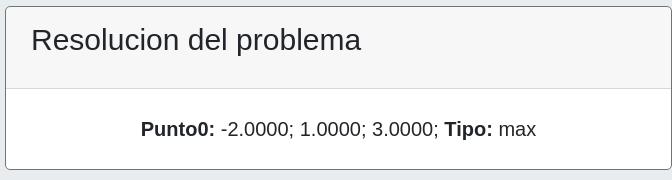 Resolucion del problema
Punto0: -2.0000; 1.0000; 3.0000; Tipo: max